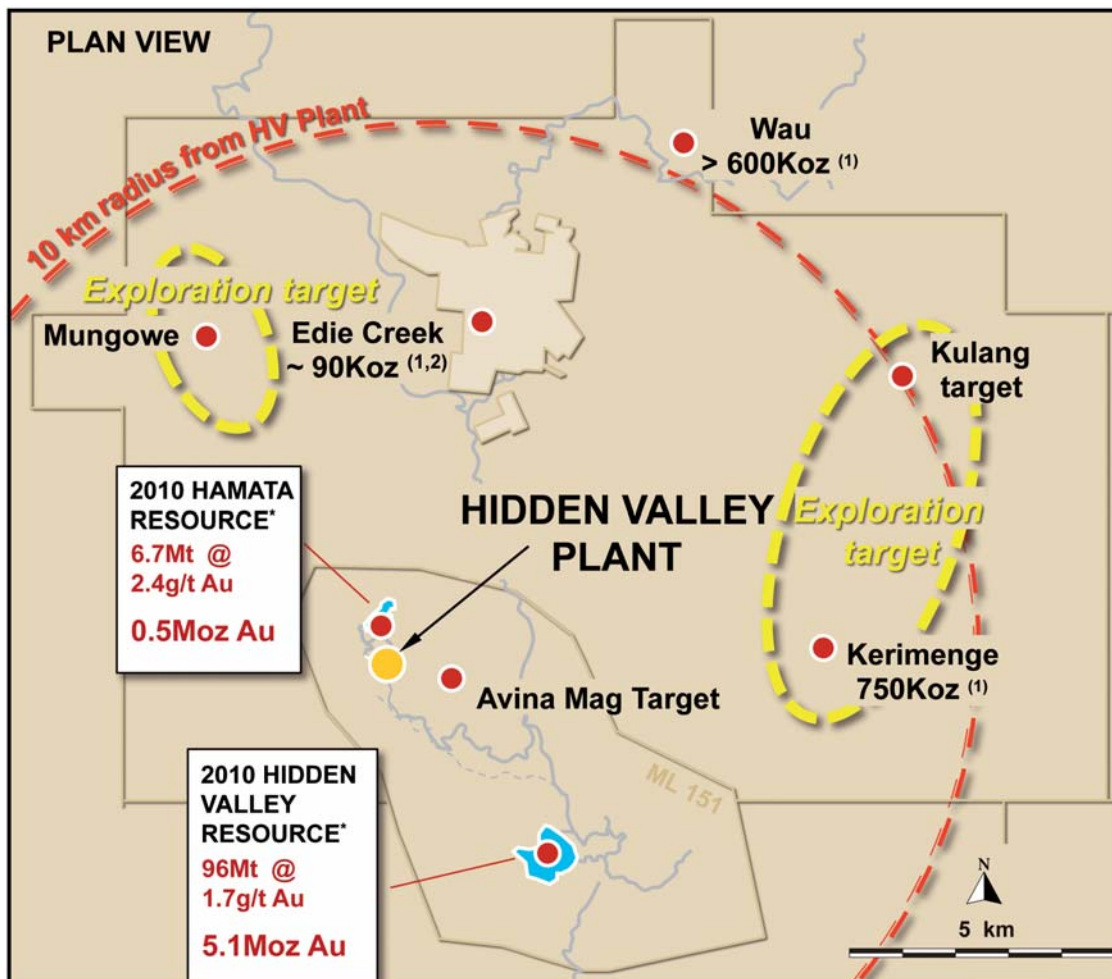 PLAN VIEW
10 km radius from HV Plant
Wau
> 600Koz (1)
Exploration target
Mungowe
Edie Creek
~ 90Koz (1,2)
Kulang
target
2010 HAMATA
RESOURCE*
6.7Mt @
2.4g/t Au
0.5Moz Au
HIDDEN VALLEY
PLANT
Exploration
target
Kerimenge
750Koz (1)
Avina Mag Target
ML 151
2010 HIDDEN
VALLEY
RESOURCE*
96Mt @
1.7g/t Au
5.1Moz Au
N
5 km